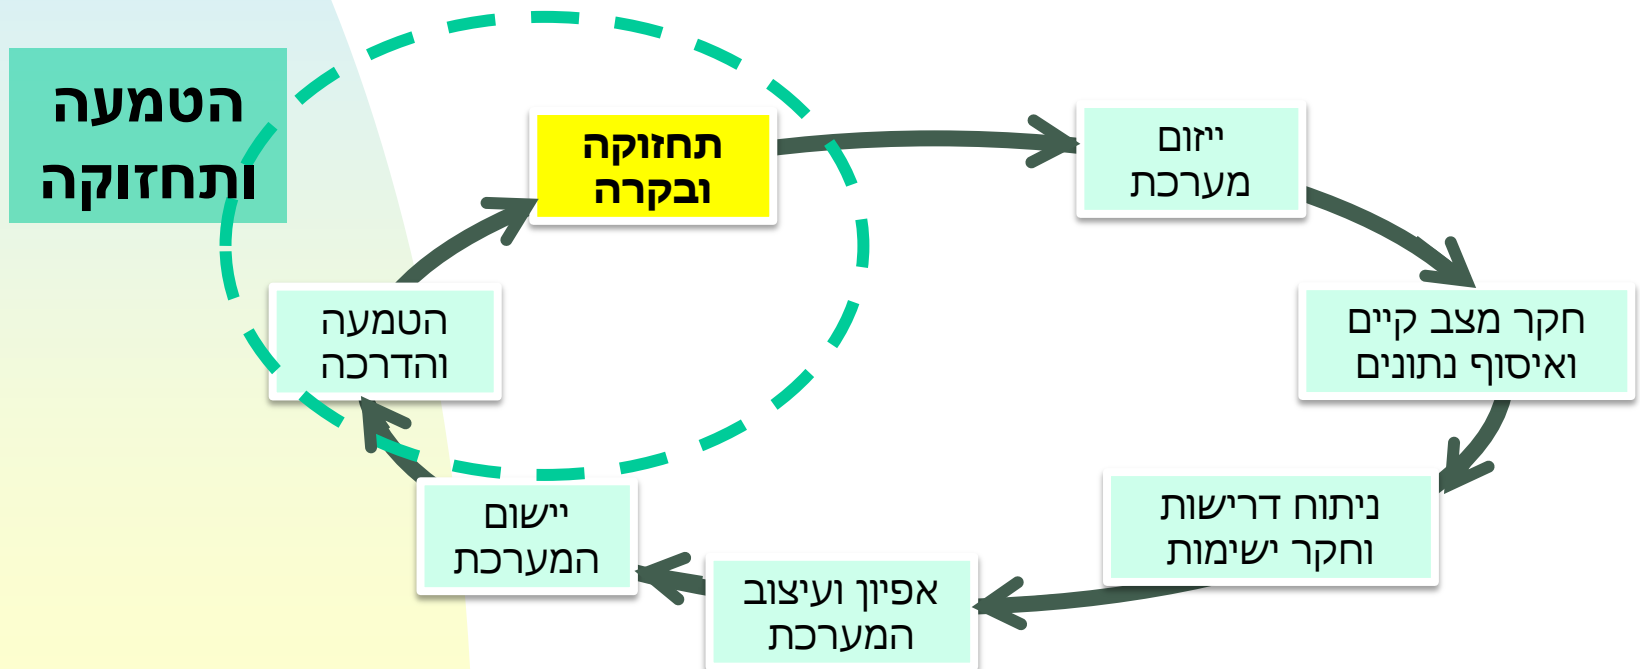 הטמעה
ותחזוקה
תחזוקה
ובקרה
ייזום
מערכת
חקר מצב קיים
ואיסוף נתונים
ניתוח דרישות
וחקר ישימות
אפיון ועיצוב
המערכת
יישום
המערכת
הטמעה
והדרכה